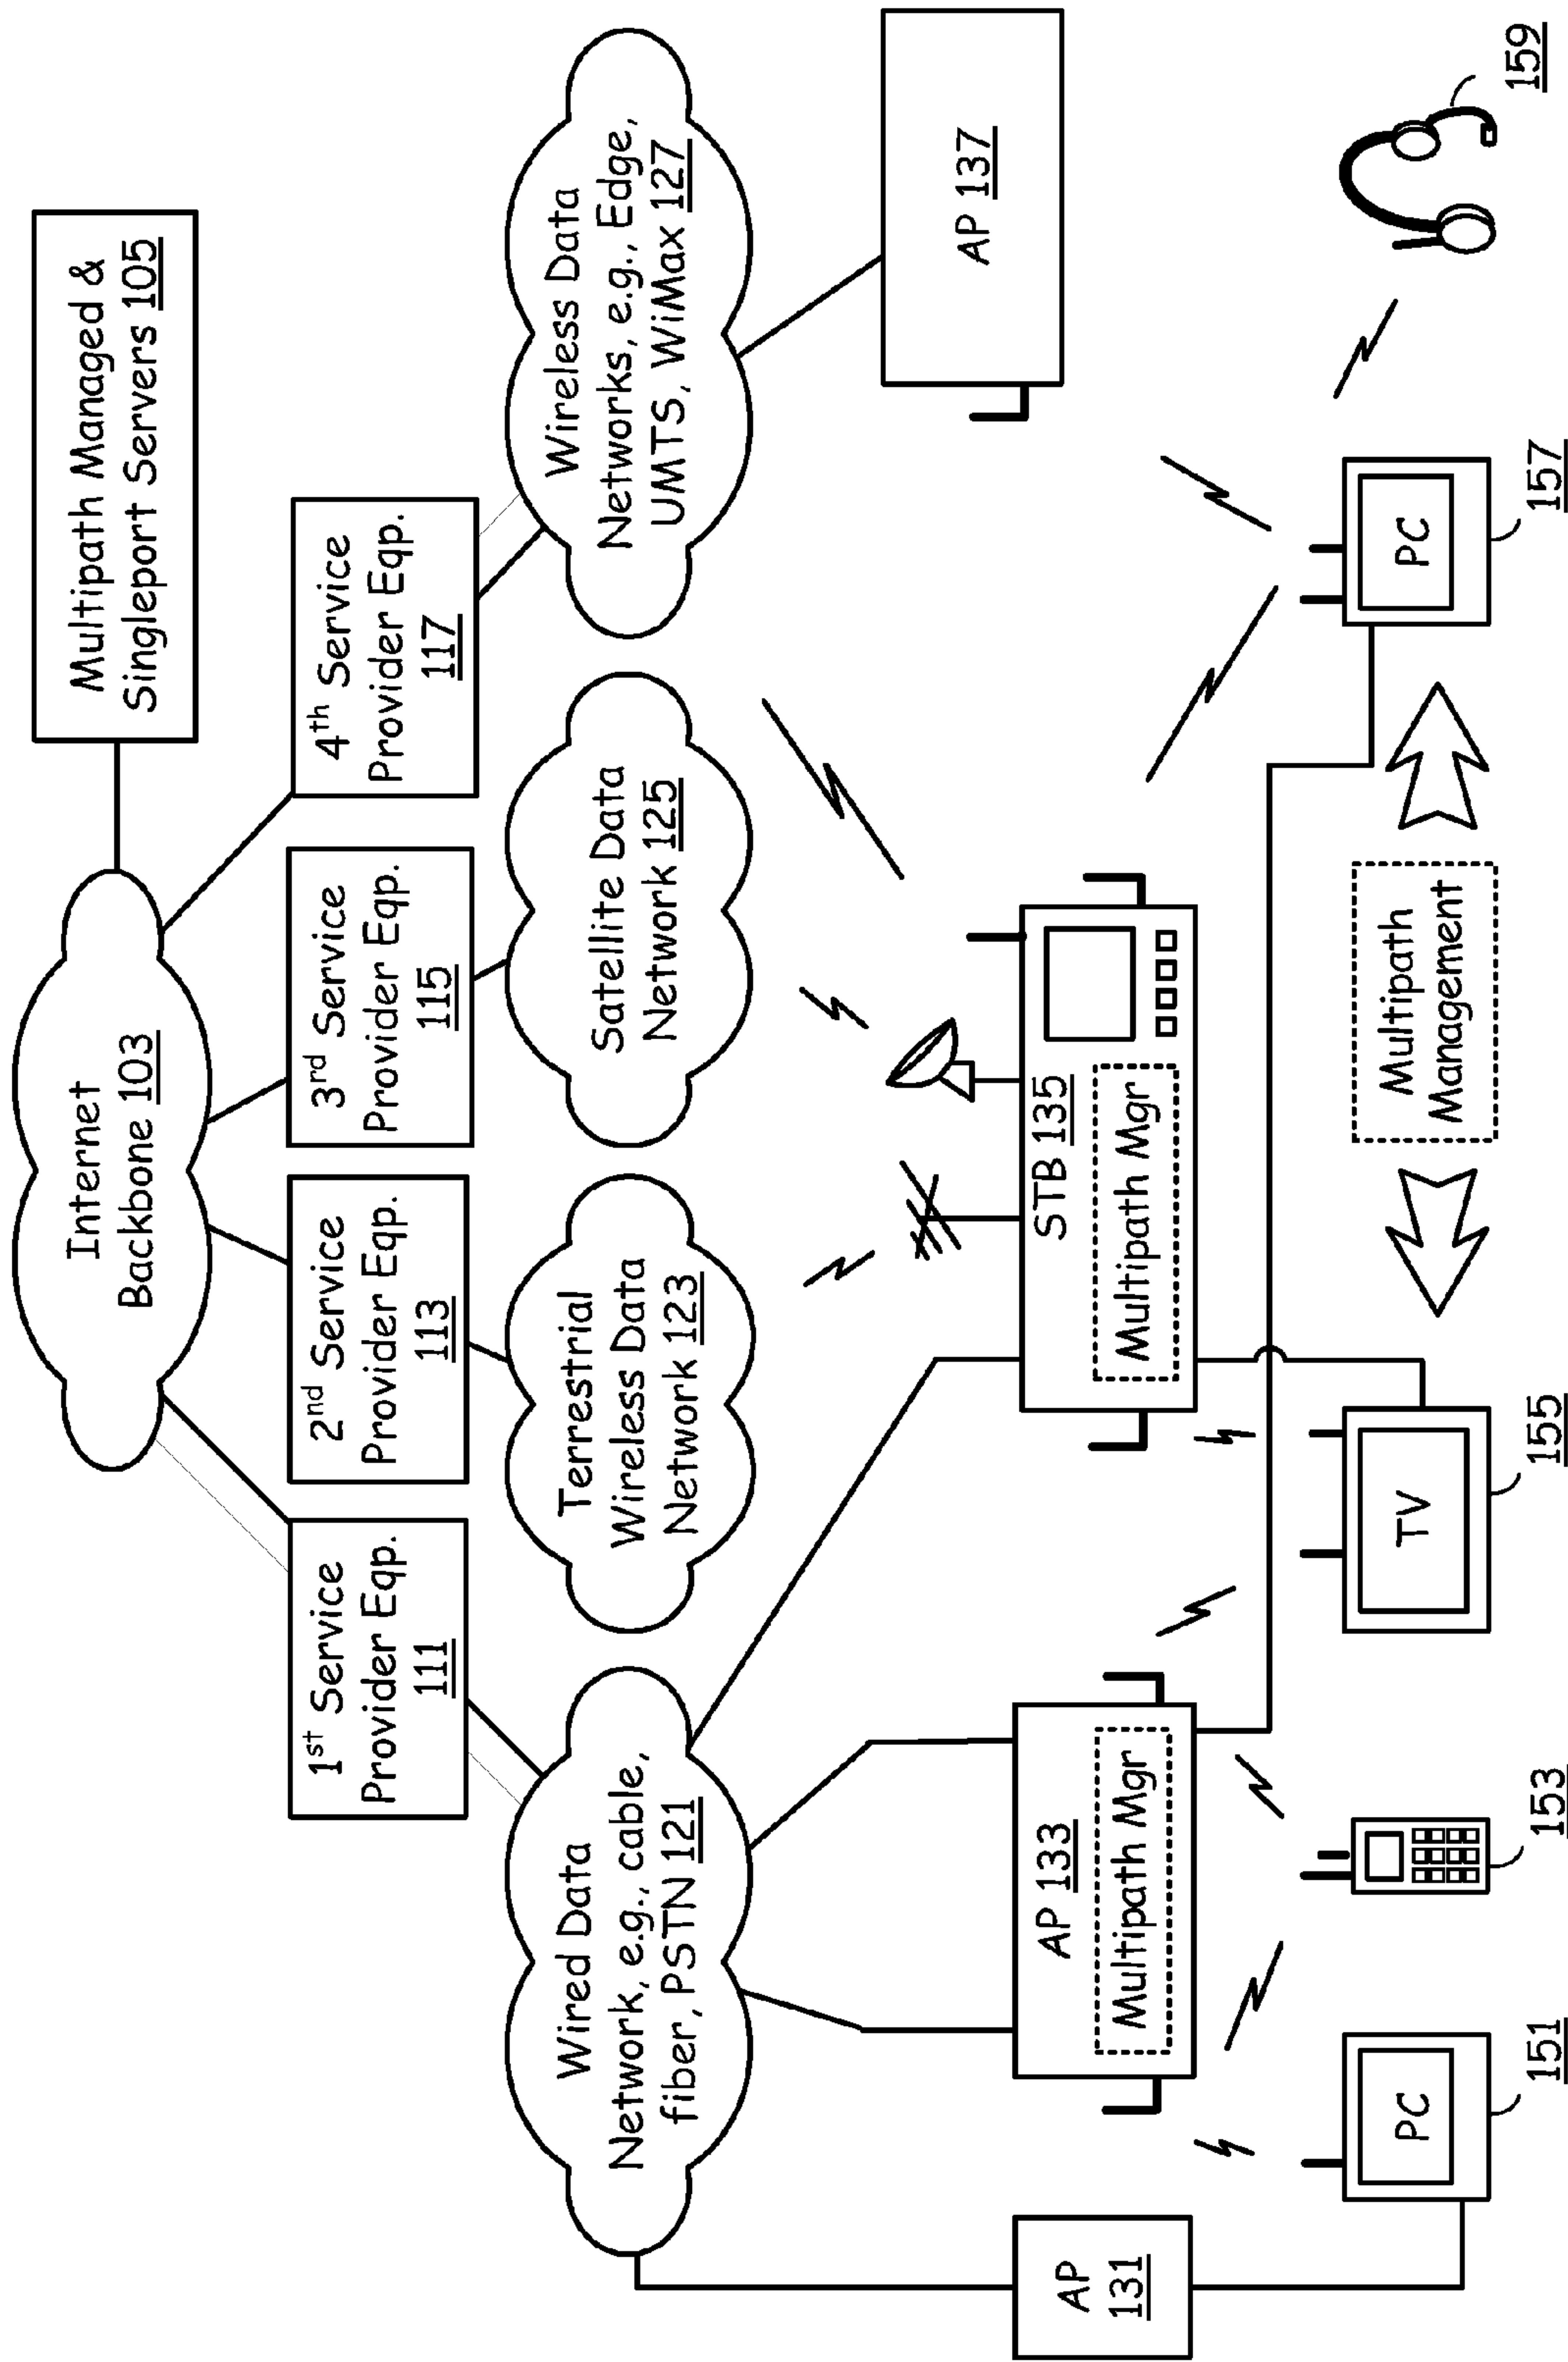 Multipath Managed &
Singleport Servers 105
Internet
Backbone 103
1st Service
Provider Eqp.
111
2nd Service
Provider Eqp.
113
3rd Service
Provider Eqp.
115
4th Service
Provider Eqp.
117
Wired Data
Network, e.g., cable,
fiber, PSTN 121
Terrestrial
Wireless Data
Network 123
Satellite Data
Network 125
Wireless Data
Networks, e.g., Edge,
UMTS, WiMax 127
AP
131
AP 133
Multipath Mgr
STB 135
Multipath Mgr
AP 137
PC
151
153
TV
155
Multipath
Management
PC
157
159